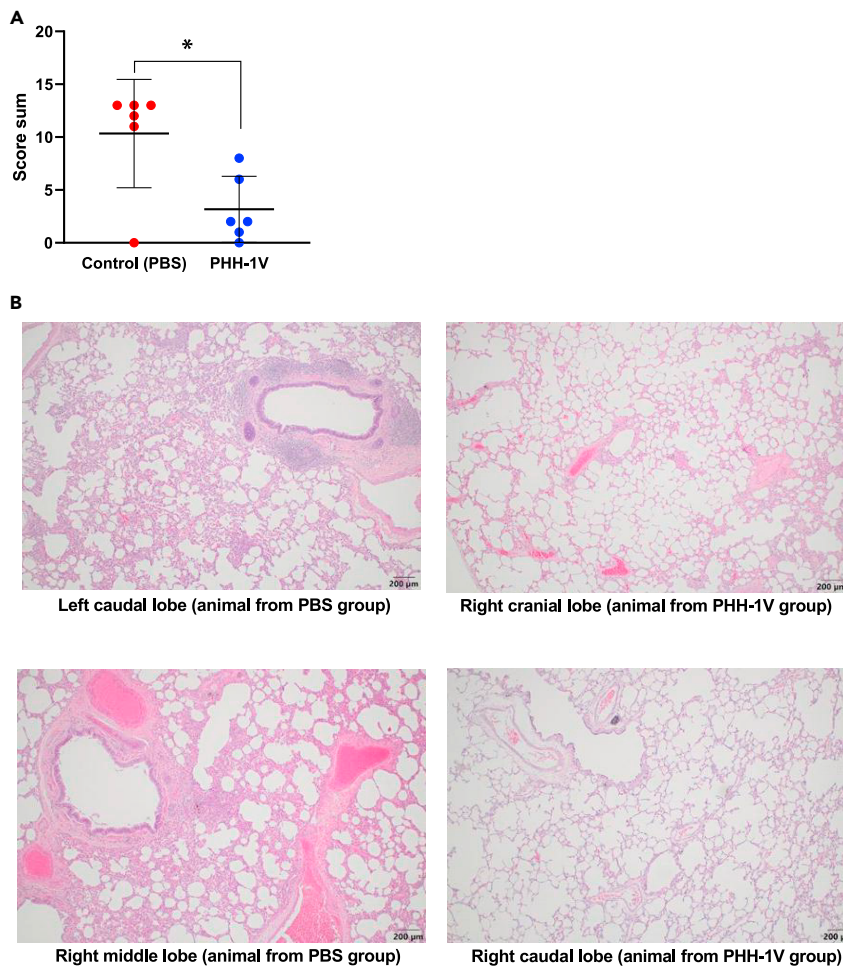 A
20
15
10
5
0
Score sum
*
Control (PBS)
PHH-1V
B
200 µm
200 µm
Left caudal lobe (animal from PBS group)
Right cranial lobe (animal from PHH-1V group)
200 µm
200 µm
Right middle lobe (animal from PBS group)
Right caudal lobe (animal from PHH-1V group)